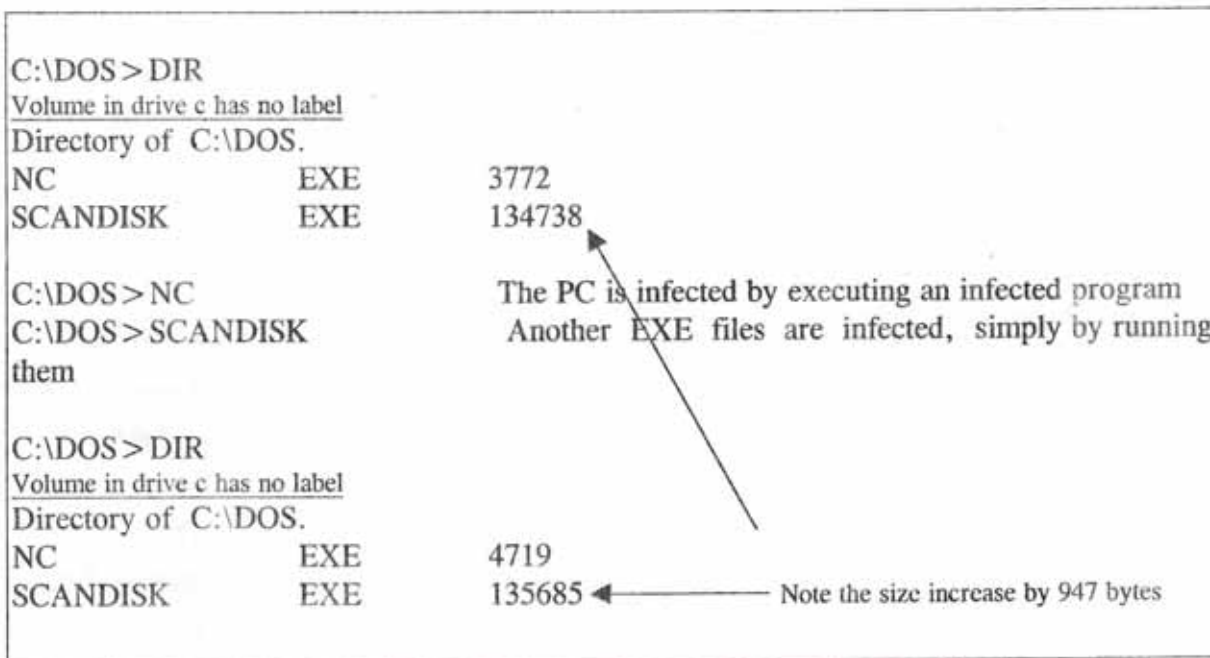 C:\DOS>DIR
Volume in drive c has no label
Directory of C:\DOS.
NC EXE 3772
SCANDISK EXE 134738
C:\DOS>NC The PC is infected by executing an infected program
C:\DOS>SCANDISK Another EXE files are infected, simply by running
them
C:\DOS>DIR
Volume in drive c has no label
Directory of C:\DOS.
NC EXE 4719
SCANDISK EXE 135685 Note the size increase by 947 bytes